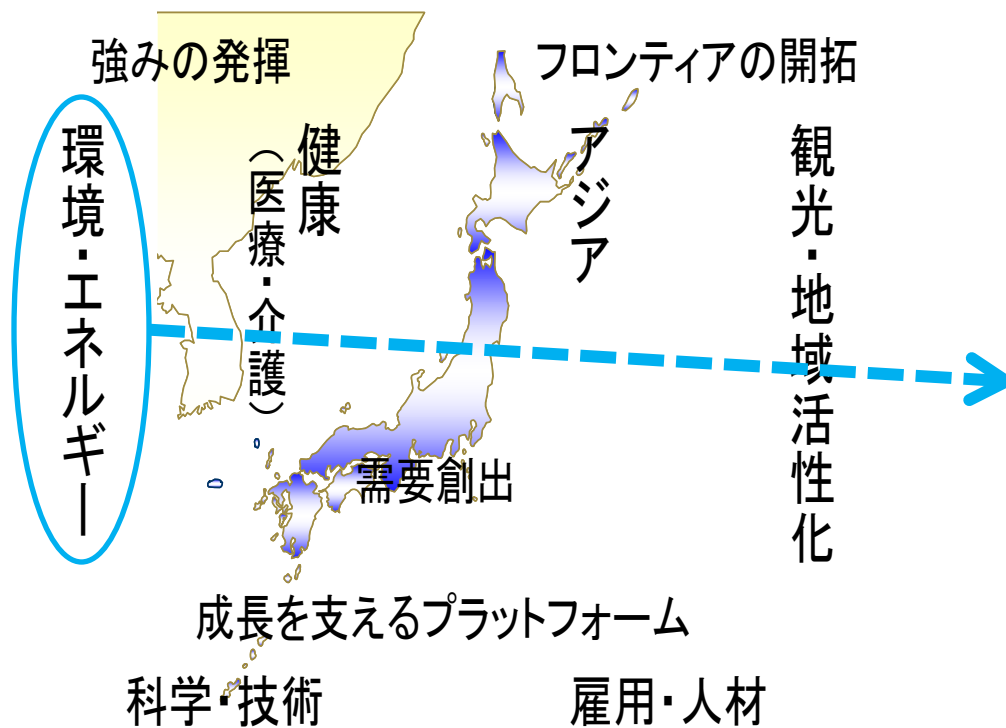 強みの発揮
フロンティアの開拓
環境・エネルギー
健康
（医療・介護）
アジア
観光・地域活性化
需要創出
成長を支えるプラットフォーム
科学・技術
雇用・人材